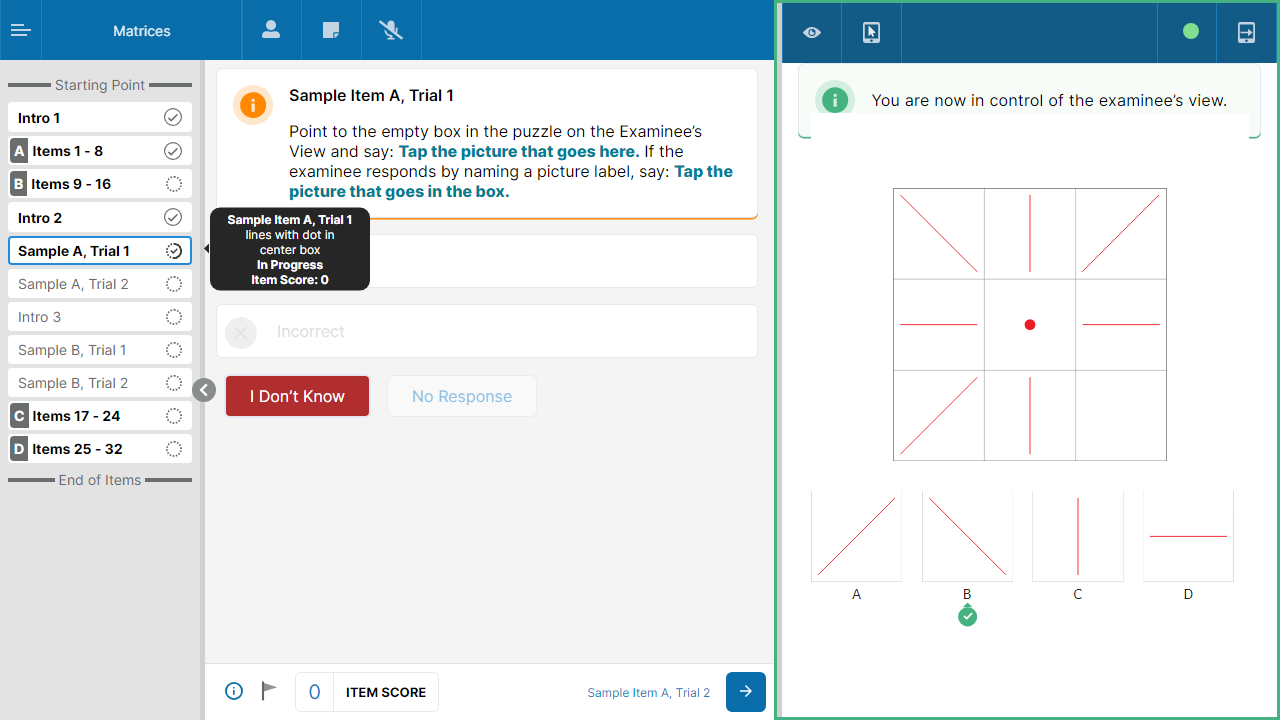 Matrices
Starting Point
Intro 1
A Items 1 - 8
B Items 9 - 16
Intro 2
Sample A, Trial 1
Sample A, Trial 2
Intro 3
Sample B, Trial 1
Sample B, Trial 2
C Items 17 - 24
D Items 25 - 32
End of Items
Sample Item A, Trial 1
Point to the empty box in the puzzle on the Examinee’s
View and say: Tap the picture that goes here. If the
examinee responds by naming a picture label, say: Tap the
picture that goes in the box.
Sample Item A, Trial 1
lines with dot in
center box
In Progress
Item Score: 0
Incorrect
I Don’t Know
No Response
0 ITEM SCORE
Sample Item A, Trial 2
You are now in control of the examinee’s view.
A B C D